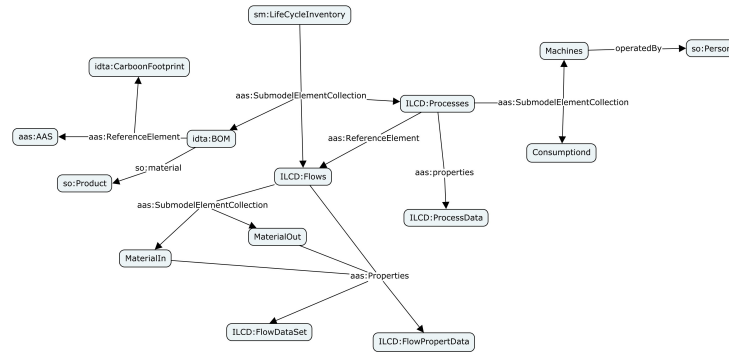 sm:LifeCycleInventory
Machines
operatedBy
so:Person
idta:CarboonFootprint
aas:SubmodelElementCollection
ILCD:Processes
aas:SubmodelElementCollection
aas:AAS
aas:ReferenceElement
idta:BOM
aas:ReferenceElement
Consumptiond
so:material
aas:properties
so:Product
ILCD:Flows
aas:SubmodelElementCollection
ILCD:ProcessData
MaterialOut
MaterialIn
aas:Properties
ILCD:FlowDataSet
ILCD:FlowPropertData